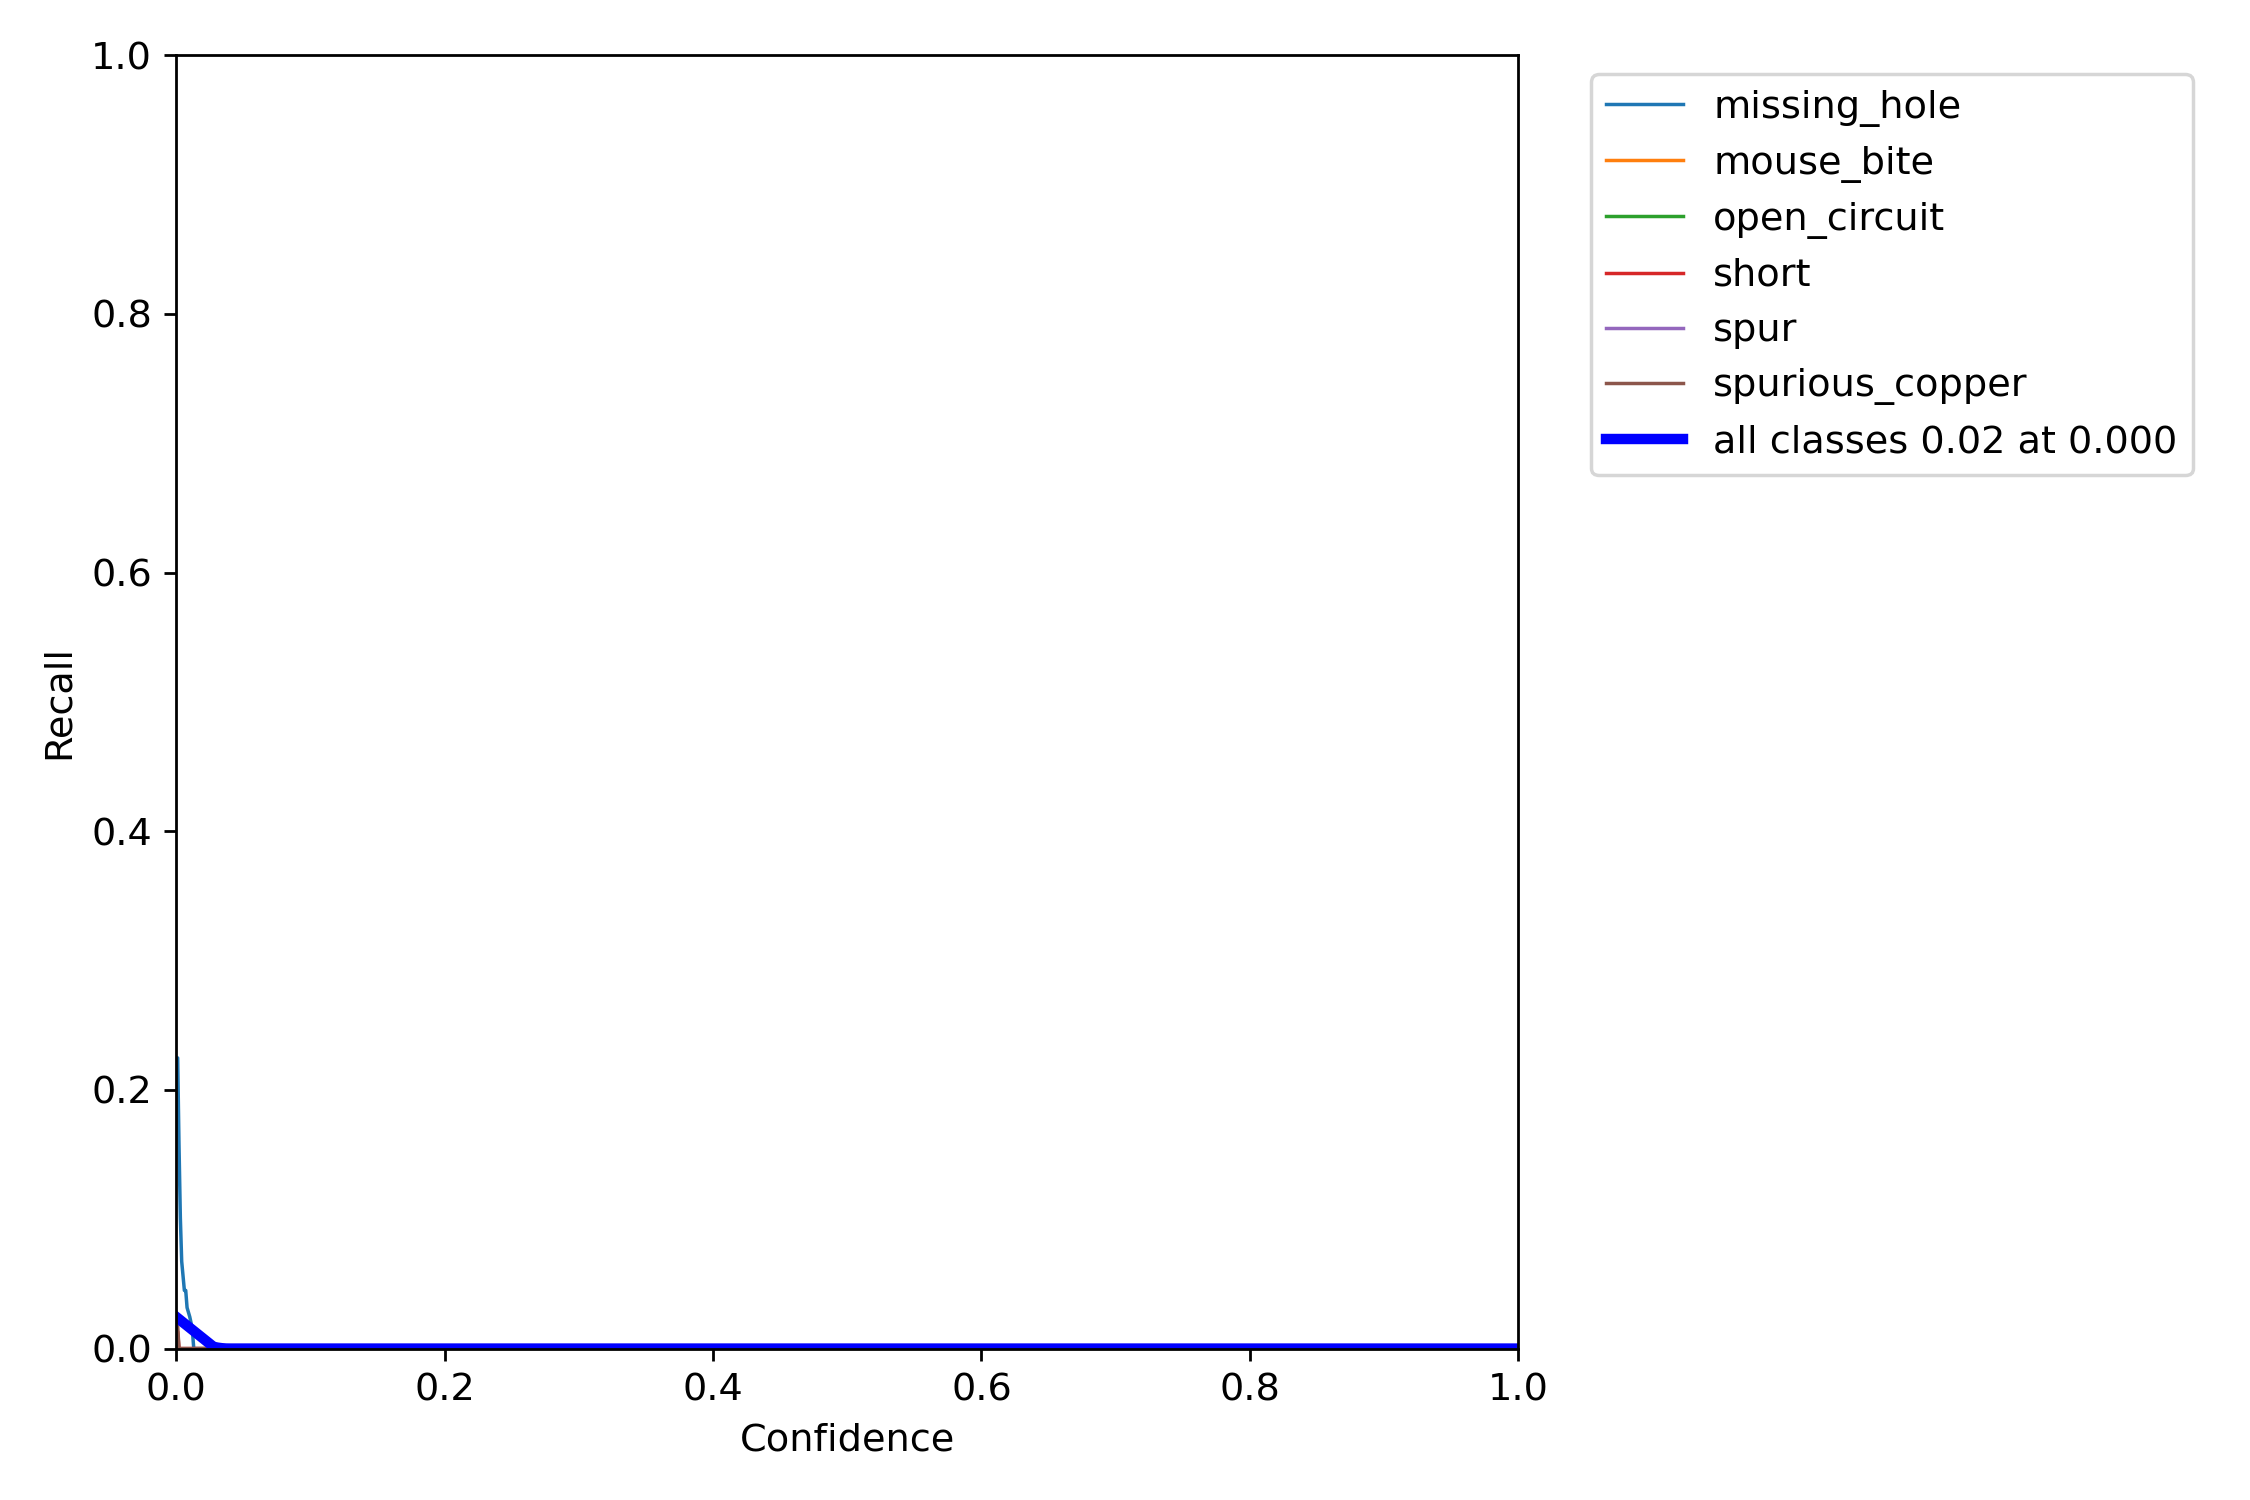 1.0
0.8
0.6
0.4
0.2
0.0
Recall
0.0 0.2 0.4 0.6 0.8 1.0
Confidence
missing_hole
mouse_bite
open_circuit
short
spur
spurious_copper
all classes 0.02 at 0.000